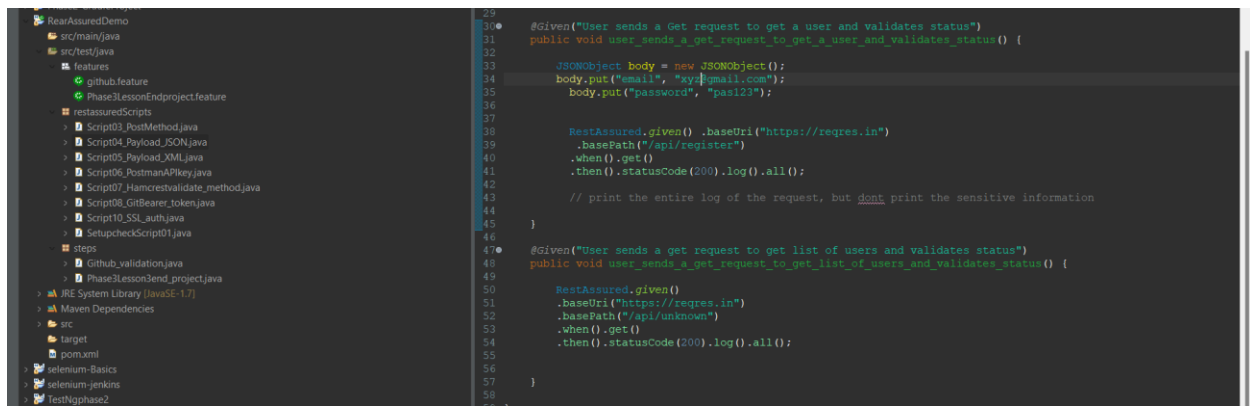 RearAssuredDemo
src/main/java
src/test/java
features
github.feature
Phase3LessonEndproject.feature
restassuredScripts
Script03_PostMethod.java
Script04_Payload_JSON.java
Script05_Payload_XML.java
Script06_PostmanAPIkey.java
Script07_Hamcrestvalidate_method.java
Script08_GitBearer_token.java
Script10_SSL_auth.java
SetupcheckScript01.java
steps
Github_validation.java
Phase3Lesson3end_project.java
JRE System Library [JavaSE-1.7]
Maven Dependencies
src
target
pom.xml
selenium-Basics
selenium-jenkins
TestNgphase2
29
30 @Given("User sends a Get request to get a user and validates status")
31 public void user_sends_a_get_request_to_get_a_user_and_validates_status() {
32
33 JSONObject body = new JSONObject();
34 body.put("email", "xyz@gmail.com");
35 body.put("password", "pas123");
36
37
38 RestAssured.given() .baseUri("https://reqres.in")
39 .basePath("/api/register")
40 .when().get()
41 .then().statusCode(200).log().all();
42
43 // print the entire log of the request, but dont print the sensitive information
44
45 }
46
47 @Given("User sends a get request to get list of users and validates status")
48 public void user_sends_a_get_request_to_get_list_of_users_and_validates_status() {
49
50 RestAssured.given()
51 .baseUri("https://reqres.in")
52 .basePath("/api/unknown")
53 .when().get()
54 .then().statusCode(200).log().all();
55
56
57 }
58